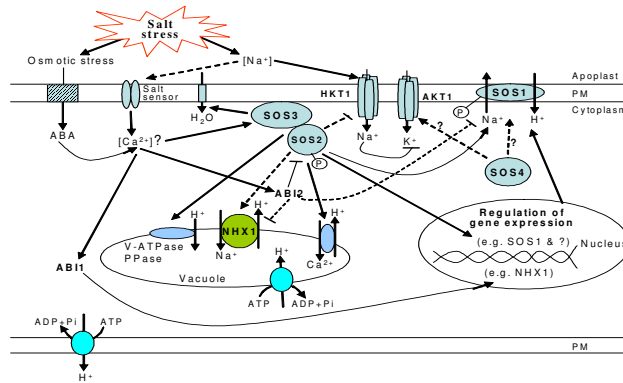 Salt
stress
Osmotic stress
[Na+]
Salt
sensor
HKT1
AKT1
SOS1
Apoplast
PM
Cytoplasm
P
Na+
H+
H2O
SOS3
SOS2
P
Na+
K+
?
?
SOS4
ABA
[Ca2+]?
ABI2
Regulation of
gene expression
(e.g. SOS1 & ?)
Nucleus
(e.g. NHX1)
V-ATPase
PPase
H+
NHX1
H+
Na+
H+
Ca2+
Vacuole
H+
ATP
ADP+Pi
ABI1
ADP+Pi
ATP
H+
PM